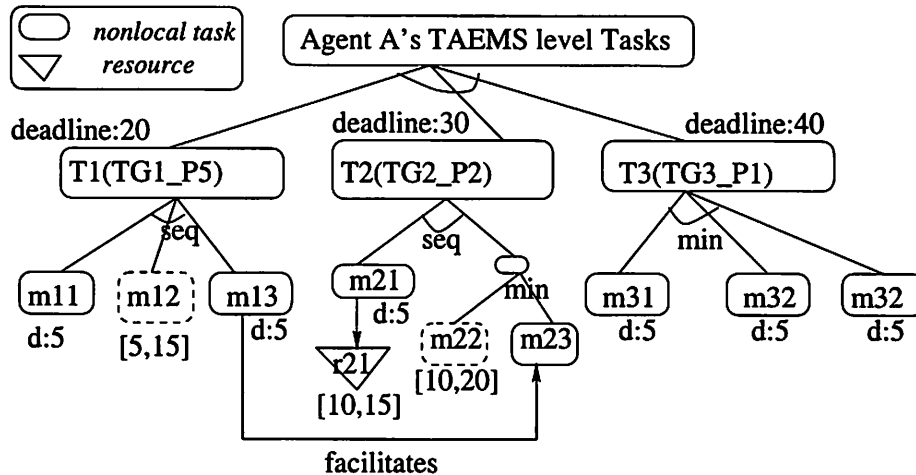 nonlocal task
resource
Agent A's TAEMS level Tasks
deadline:20
deadline:30
deadline:40
T1(TG1_P5)
T2(TG2_P2)
T3(TG3_P1)
seq
seq
min
m11
m12
m13
m21
min
m31
m32
m32
d:5
d:5
d:5
m22
m23
d:5
d:5
d:5
[5,15]
r21
[10,20]
[10,15]
facilitates